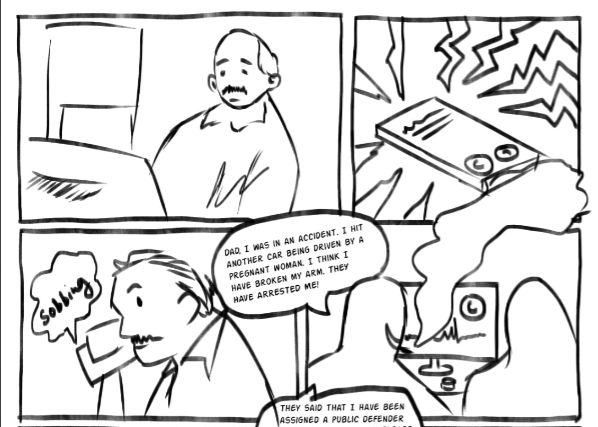 sobbing
DAD, I WAS IN AN ACCIDENT. I HIT
ANOTHER CAR BEING DRIVEN BY A
PREGNANT WOMAN. I THINK I
HAVE BROKEN MY ARM. THEY
HAVE ARRESTED ME!
THEY SAID THAT I HAVE BEEN
ASSIGNED A PUBLIC DEFENDER